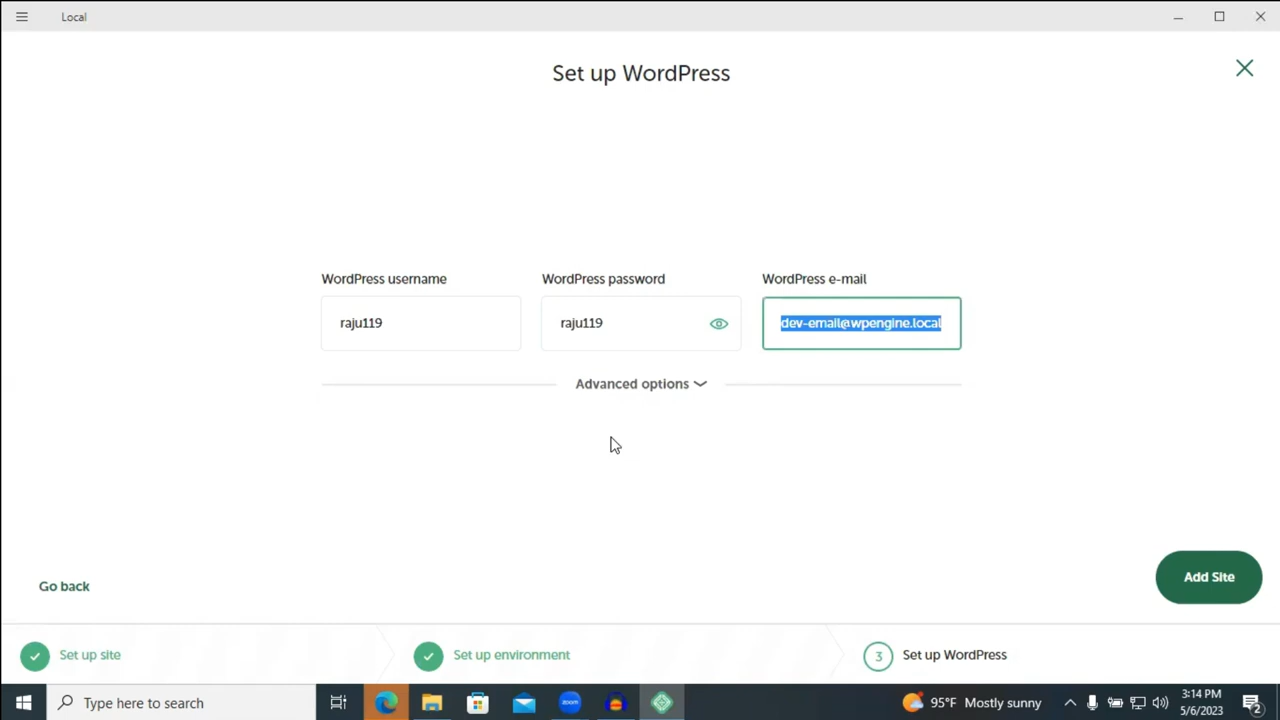 Local
Set up WordPress
WordPress username
WordPress password
WordPress e-mail
raju119
raju119
dev-email@wpengine.local
Advanced options
Go back
Add Site
Set up site
Set up environment
3
Set up WordPress
Type here to search
zoom
95°F Mostly sunny
3:14 PM
5/6/2023
2